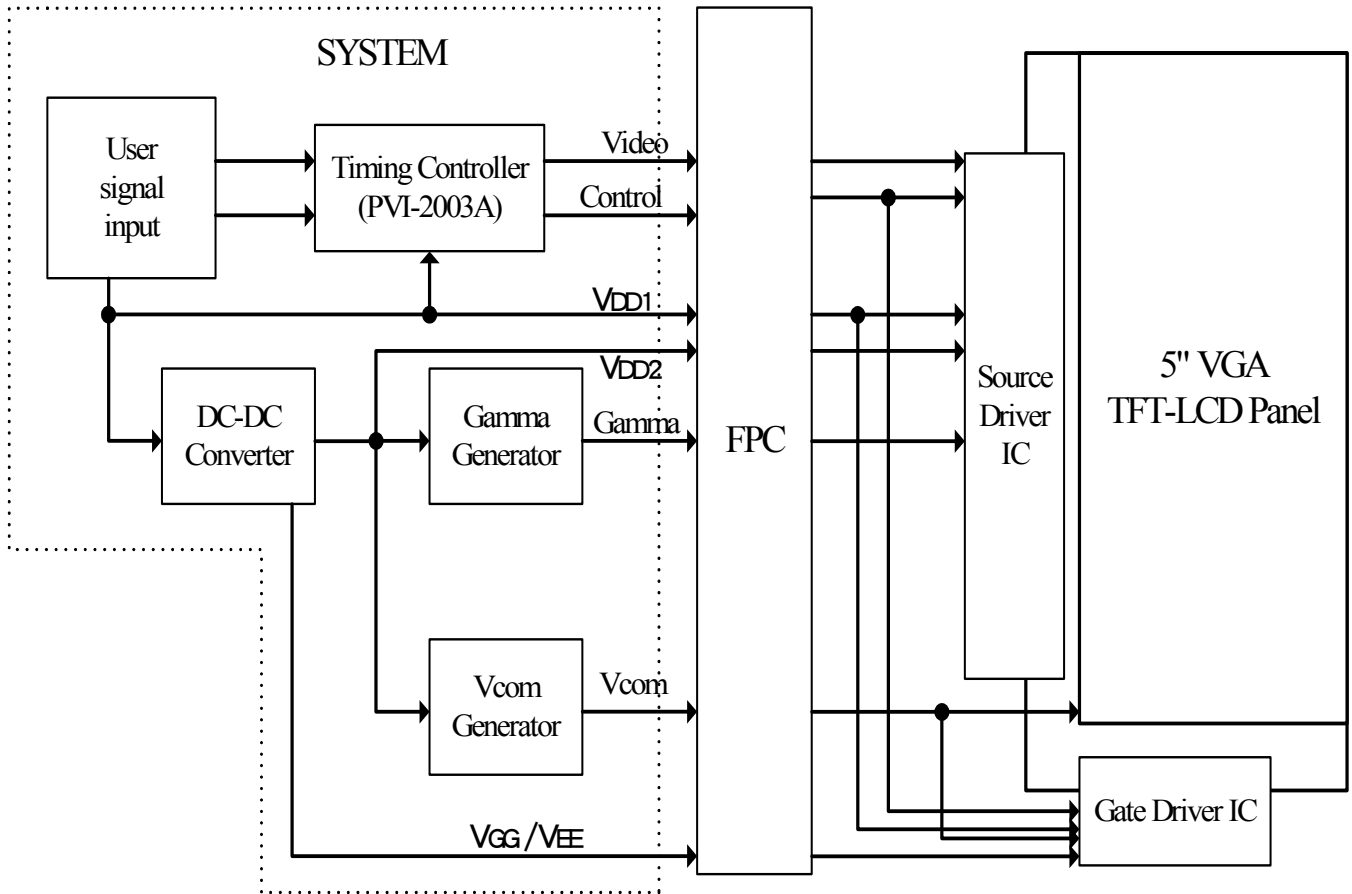 SYSTEM
User
signal
input
Timing Controller
(PVI-2003A)
Video
Control
VDD1
VDD2
DC-DC
Converter
Gamma
Generator
Gamma
FPC
Source
Driver
IC
5" VGA
TFT-LCD Panel
Vcom
Generator
Vcom
Gate Driver IC
VGG /VEE